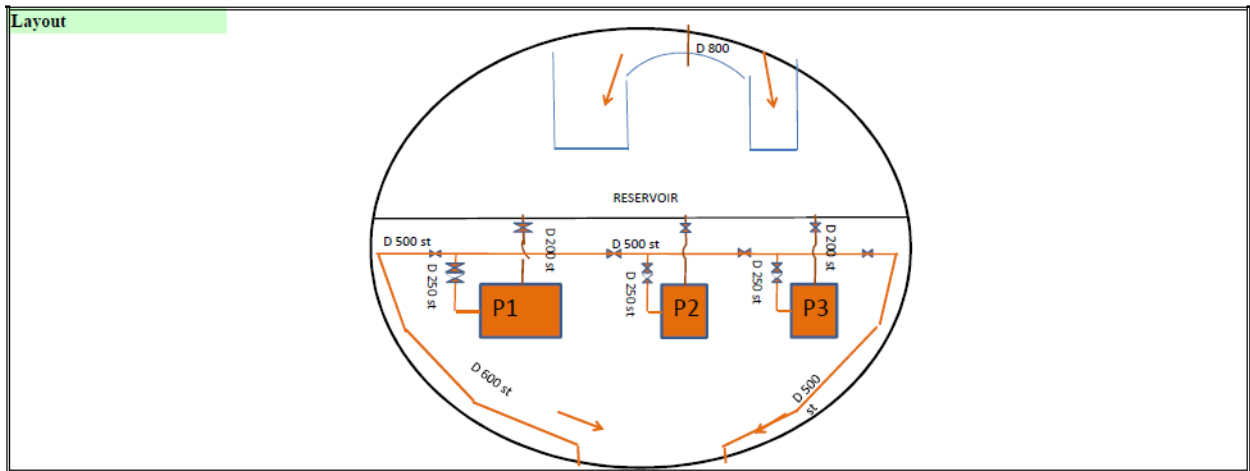 Layout
D 800
RESERVOIR
D 500 st
D 200 st
D 500 st
D 200 st
D 250 st
D 250 st
D 250 st
P1
P2
P3
D 600 st
D 500
st